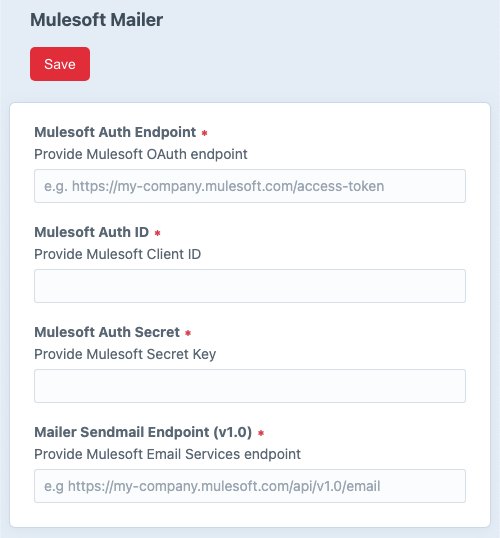 Mulesoft Mailer
Save
Mulesoft Auth Endpoint *
Provide Mulesoft OAuth endpoint
e.g. https://my-company.mulesoft.com/access-token
Mulesoft Auth ID *
Provide Mulesoft Client ID
Mulesoft Auth Secret *
Provide Mulesoft Secret Key
Mailer Sendmail Endpoint (v1.0) *
Provide Mulesoft Email Services endpoint
e.g https://my-company.mulesoft.com/api/v1.0/email